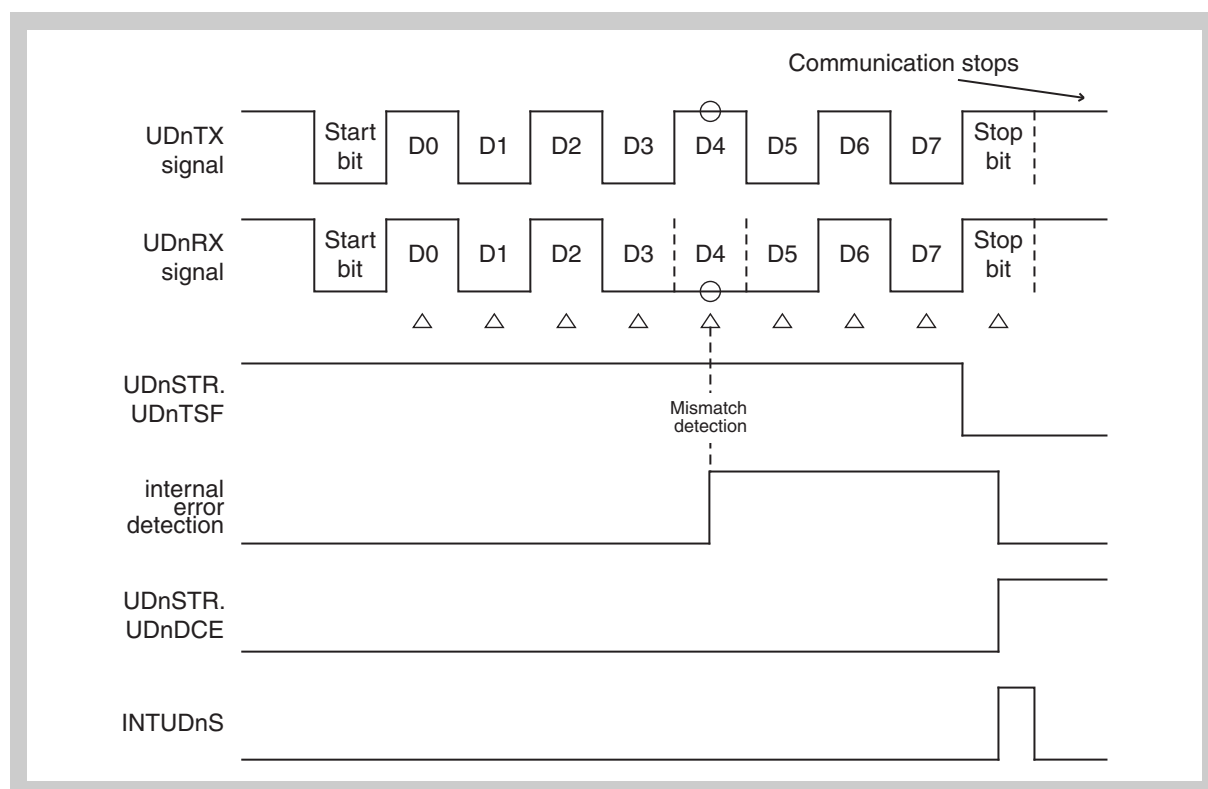 Communication stops
UDnTX
signal
Start
bit
D0 D1 D2 D3 D4 D5 D6 D7
Stop
bit
UDnRX
signal
Start
bit
D0 D1 D2 D3 D4 D5 D6 D7
Stop
bit
UDnSTR.
UDnTSF
Mismatch
detection
internal
error
detection
UDnSTR.
UDnDCE
INTUDnS